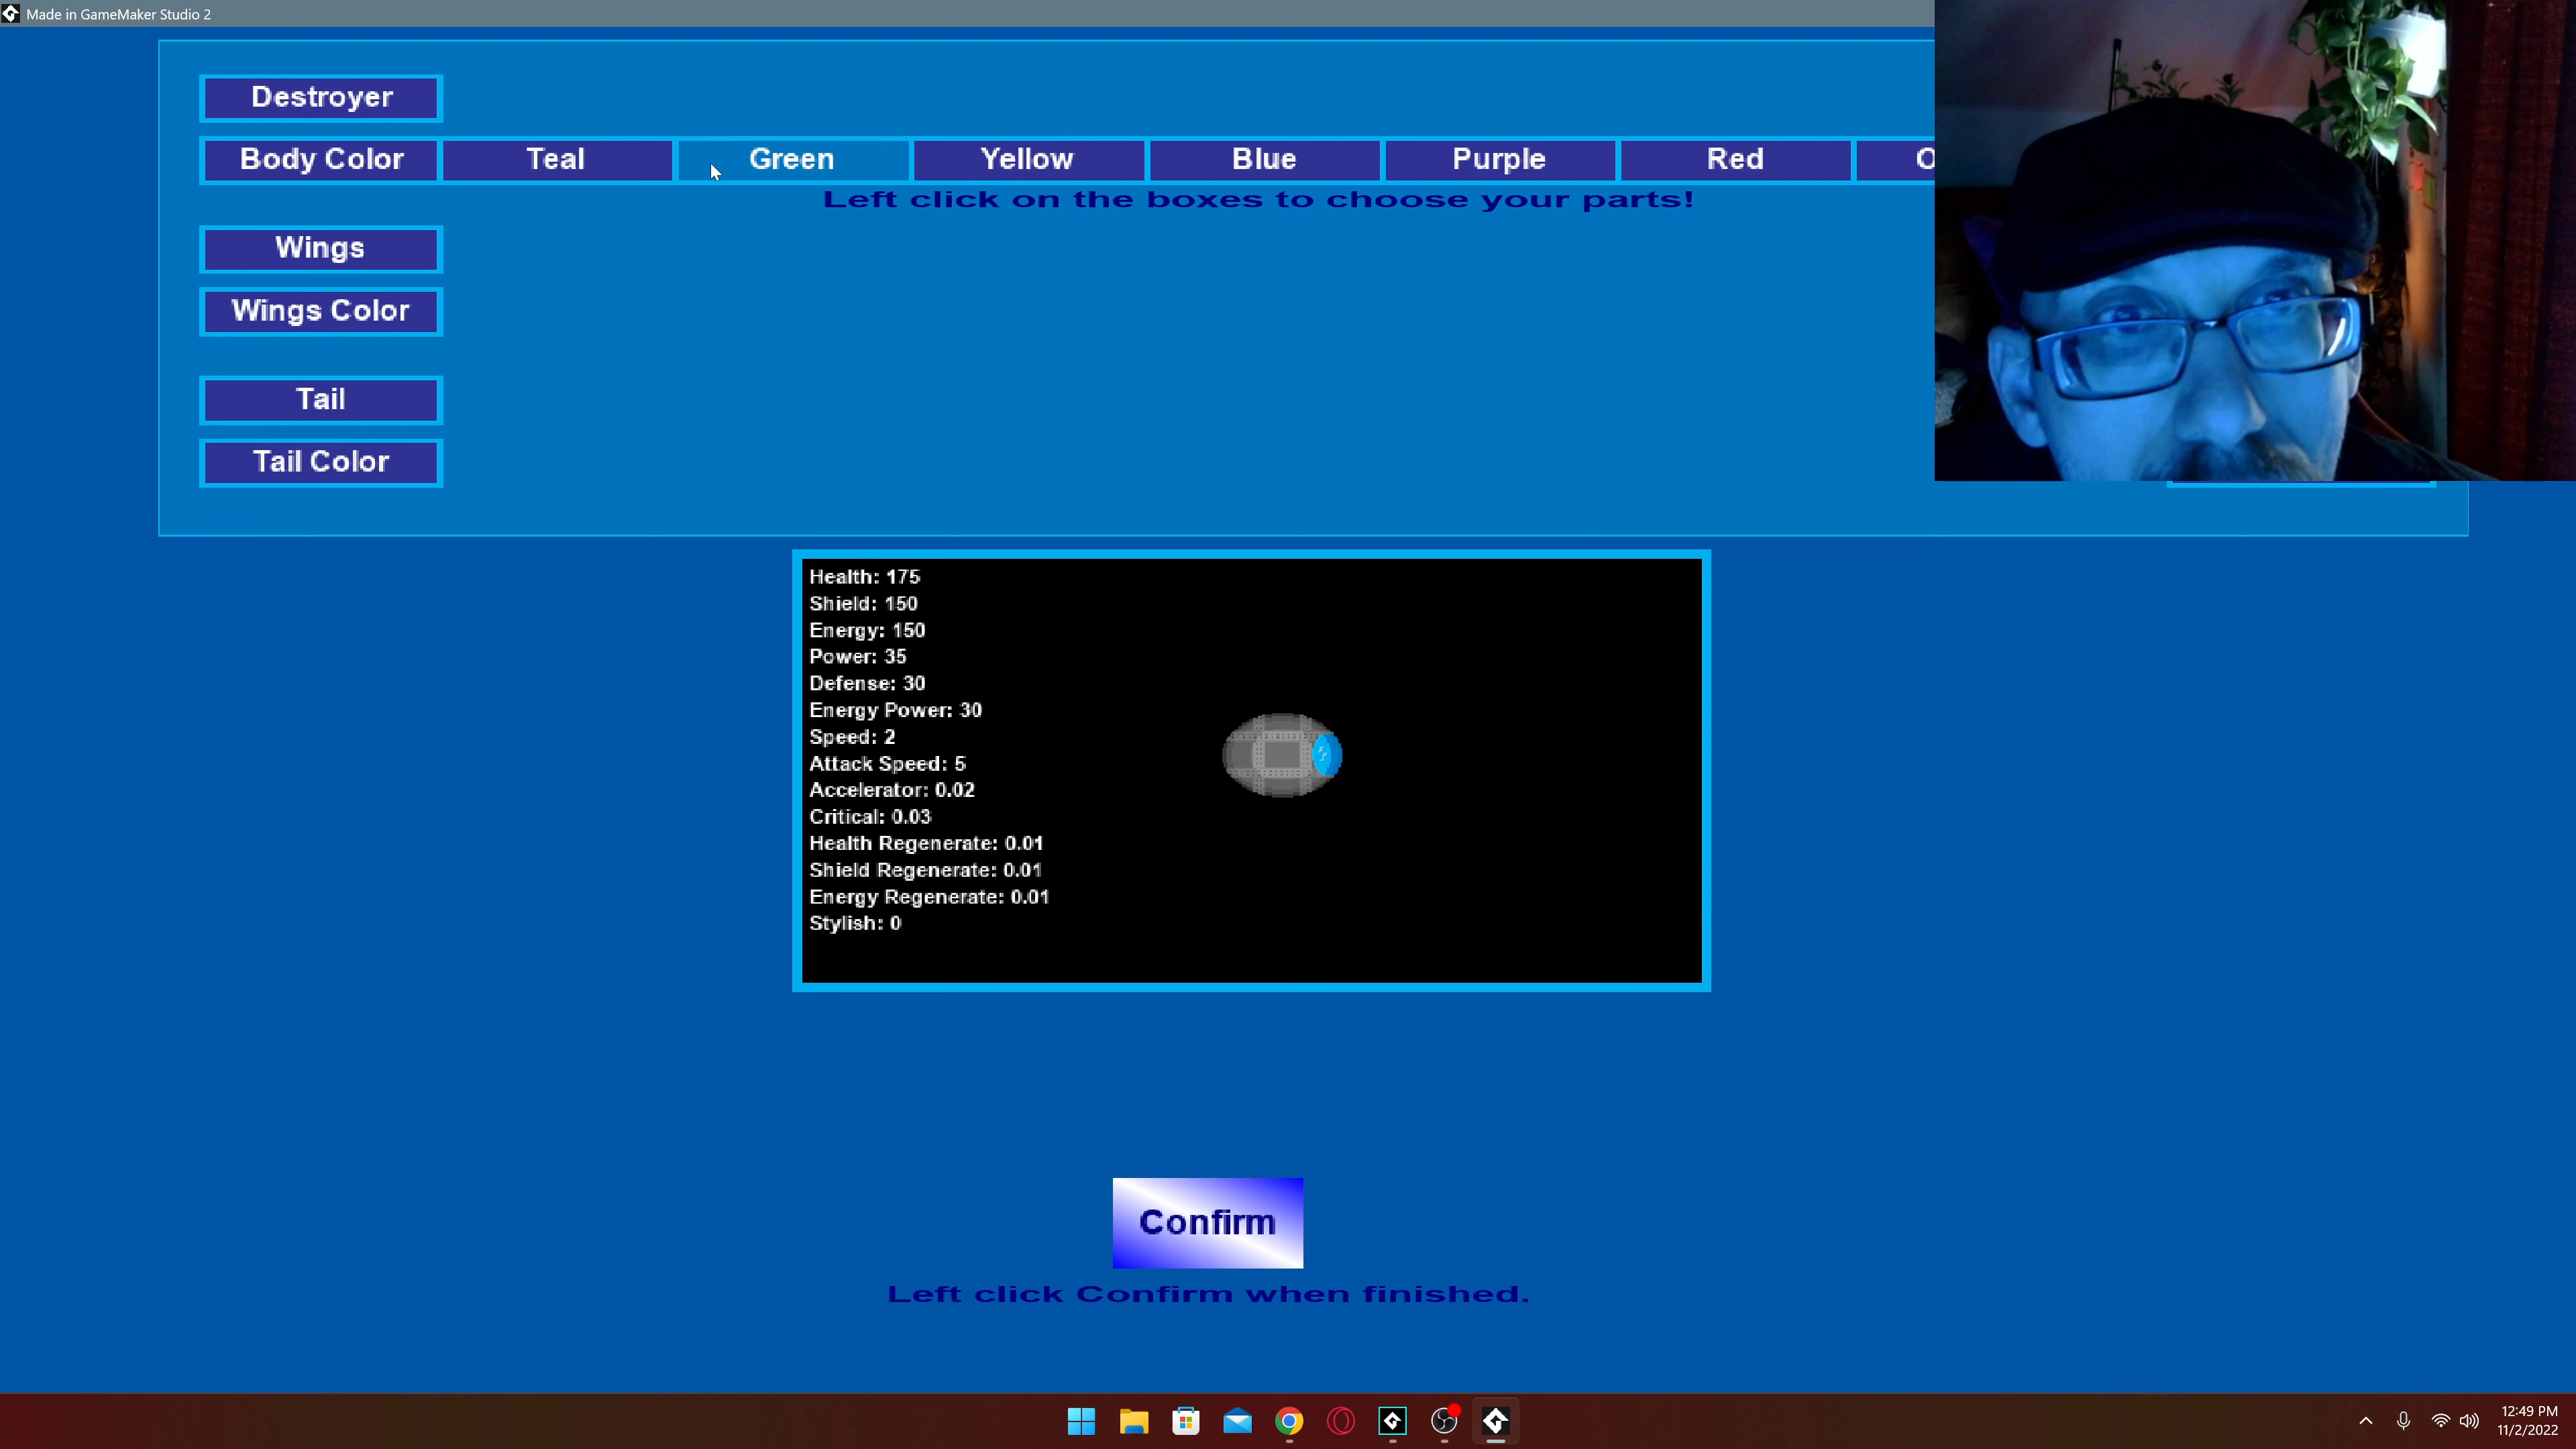 Made in GameMaker Studio 2
Destroyer
Body Color Teal Green Yellow Blue Purple Red
Left click on the boxes to choose your parts!
Wings
Wings Color
Tail
Tail Color
Health: 175
Shield: 150
Energy: 150
Power: 35
Defense: 30
Energy Power: 30
Speed: 2
Attack Speed: 5
Accelerator: 0.02
Critical: 0.03
Health Regenerate: 0.01
Shield Regenerate: 0.01
Energy Regenerate: 0.01
Stylish: 0
Confirm
Left click Confirm when finished.
12:49 PM
11/2/2022